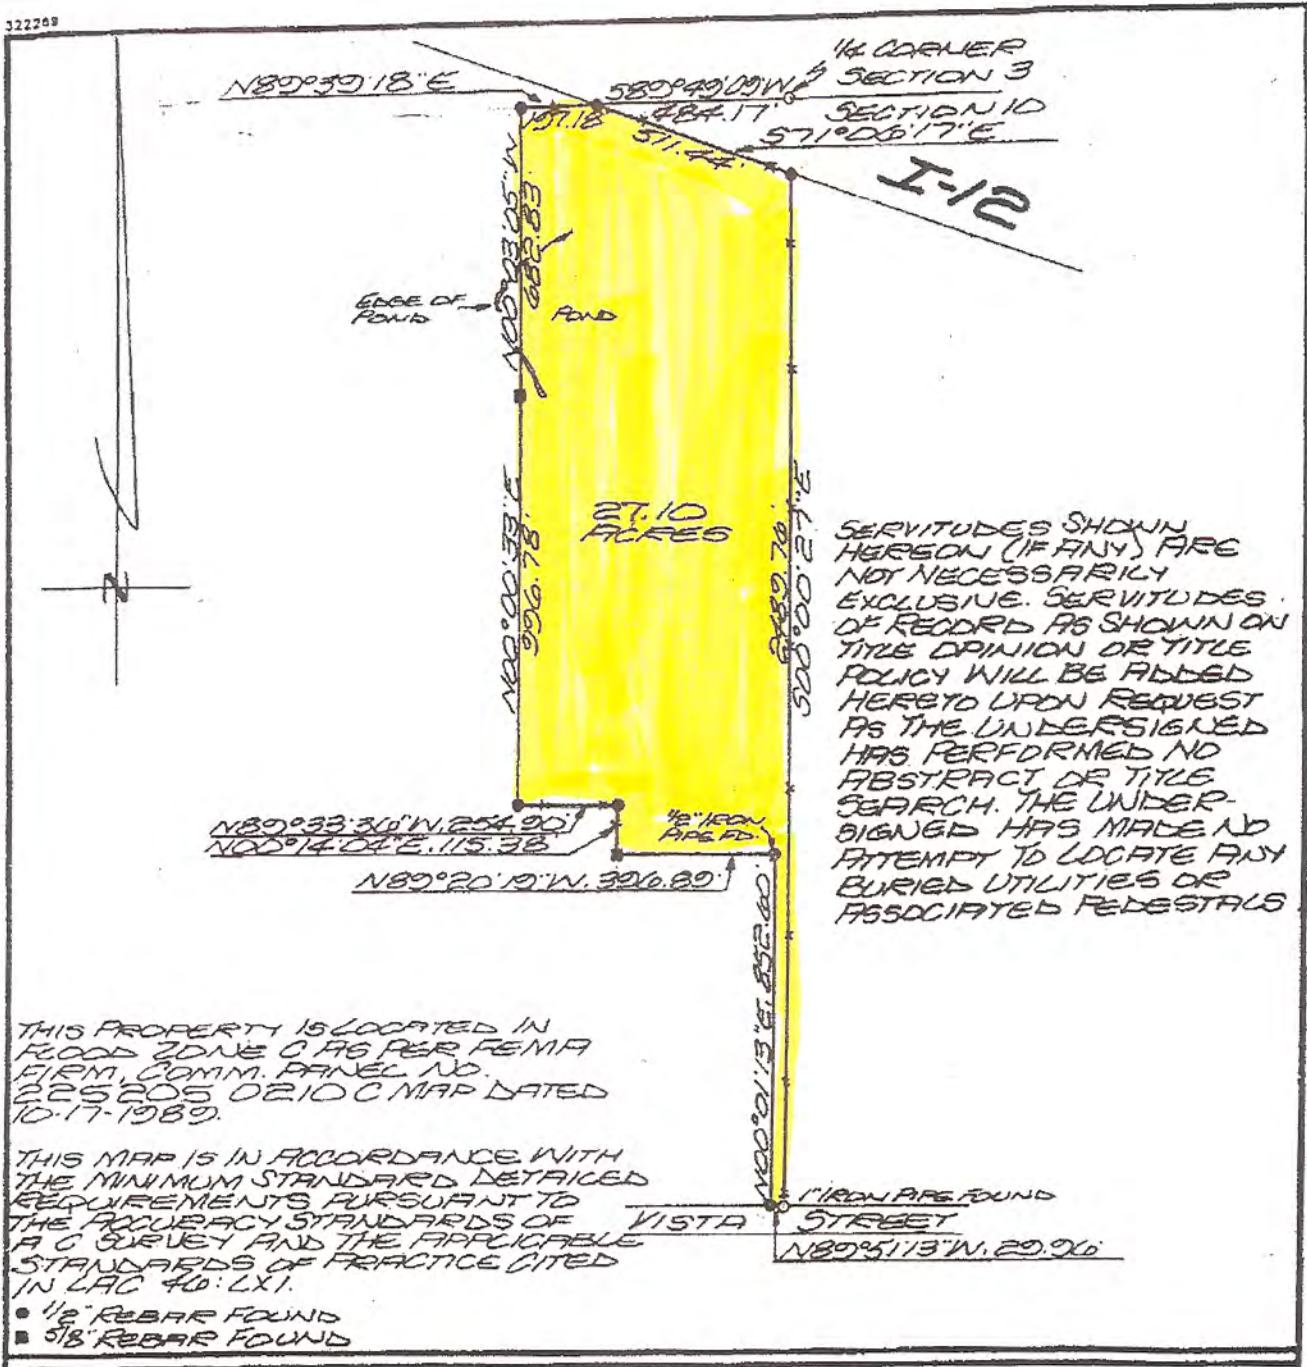 322269
N89°39'18"E
S89°49'09"W
484.17'
1/4 CORNER
SECTION 3
SECTION 10
S71°06'17"E
197.18
511.44'
I-12
N00°03'05"W
682.83'
EDGE OF
POND
POND
27.10
ACRES
N00°00'33"E
996.78'
2489.76'
S00°00'27"E
SERVITUDES SHOWN
HEREON (IF ANY) ARE
NOT NECESSARILY
EXCLUSIVE. SERVITUDES
OF RECORD AS SHOWN ON
TITLE OPINION OR TITLE
POLICY WILL BE ADDED
HERETO UPON REQUEST
AS THE UNDERSIGNED
HAS PERFORMED NO
ABSTRACT OR TITLE
SEARCH. THE UNDER-
SIGNED HAS MADE NO
ATTEMPT TO LOCATE ANY
BURIED UTILITIES OR
ASSOCIATED PEDESTALS
N
N89°33'36"W. 254.90'
N00°14'04"E. 115.38'
1/2" IRON
PIPE FD.
N89°20'19"W. 396.89'
N00°01'13"E. 852.60'
THIS PROPERTY IS LOCATED IN
FLOOD ZONE C AS PER FEMA
FIRM, COMM. PANEL NO.
225205 0210 C MAP DATED
10-17-1989.
THIS MAP IS IN ACCORDANCE WITH
THE MINIMUM STANDARD DETAILED
REQUIREMENTS PURSUANT TO
THE ACCURACY STANDARDS OF
A C SURVEY AND THE APPLICABLE
STANDARDS OF PRACTICE CITED
IN LAC 46: LXI.
1" IRON PIPE FOUND
VISTA STREET
N89°51'13"W. 29.96'
1/2" REBAR FOUND
5/8" REBAR FOUND